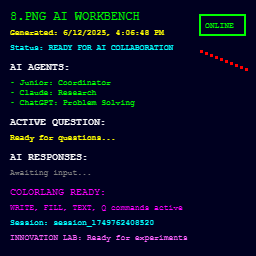 8.PNG AI WORKBENCH
ONLINE
Generated: 6/12/2025, 4:06:48 PM
Status: READY FOR AI COLLABORATION
AI AGENTS:
- Junior: Coordinator
- Claude: Research
- ChatGPT: Problem Solving
ACTIVE QUESTION:
Ready for questions...
AI RESPONSES:
Awaiting input...
COLORLANG READY:
WRITE, FILL, TEXT, Q commands active
Session: session_1749762408520
INNOVATION LAB: Ready for experiments